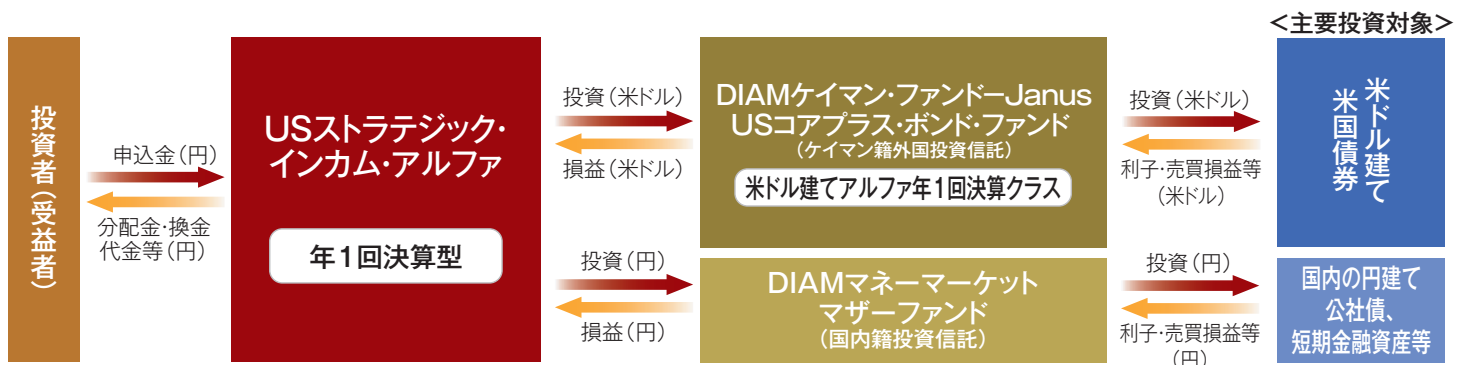 ＜主要投資対象＞
投資者（受益者）
申込金（円）
分配金・換金
代金等（円）
USストラテジック・
インカム・アルファ
年1回決算型
投資（米ドル）
損益（米ドル）
DIAMケイマン・ファンドーJanus
USコアプラス・ボンド・ファンド
（ケイマン籍外国投資信託）
米ドル建てアルファ年1回決算クラス
投資（米ドル）
利子・売買損益等
（米ドル）
米ドル建て
米国債券
投資（円）
損益（円）
DIAMマネーマーケット
マザーファンド
（国内籍投資信託）
投資（円）
利子・売買損益等
（円）
国内の円建て
公社債、
短期金融資産等